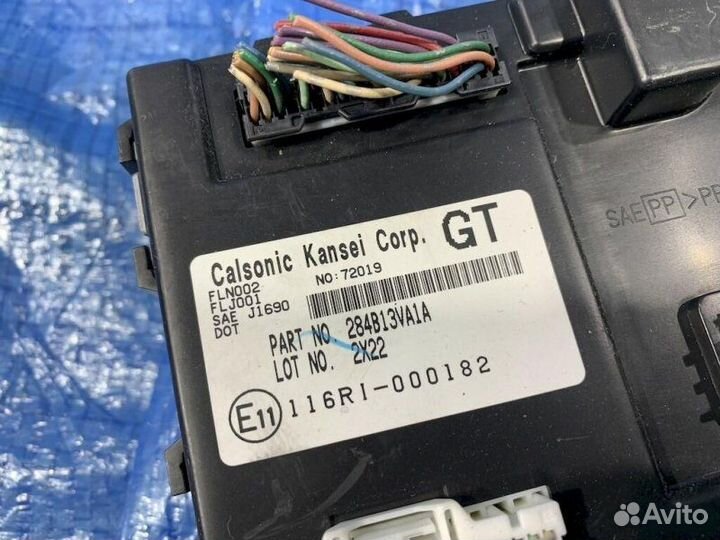 Calsonic Kansei Corp. GT
FLN002
FLJ001
SAE J1690
DOT
NO:72019
PART NO. 284B13VA1A
LOT NO. 2X22
E11 116RI-000182
SAE PP >PP
Avito